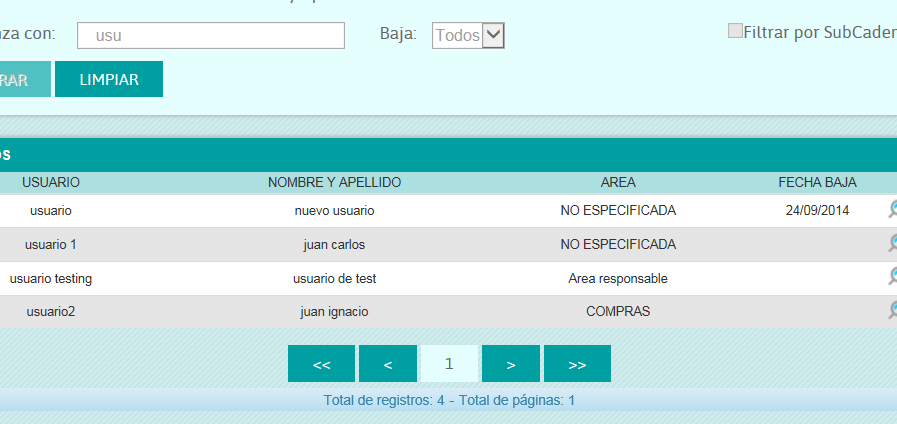 nza con: usu Baja: Todos Filtrar por SubCaden
RAR LIMPIAR
os
USUARIO NOMBRE Y APELLIDO AREA FECHA BAJA
usuario nuevo usuario NO ESPECIFICADA 24/09/2014
usuario 1 juan carlos NO ESPECIFICADA
usuario testing usuario de test Area responsable
usuario2 juan ignacio COMPRAS
<< < 1 > >>
Total de registros: 4 - Total de páginas: 1